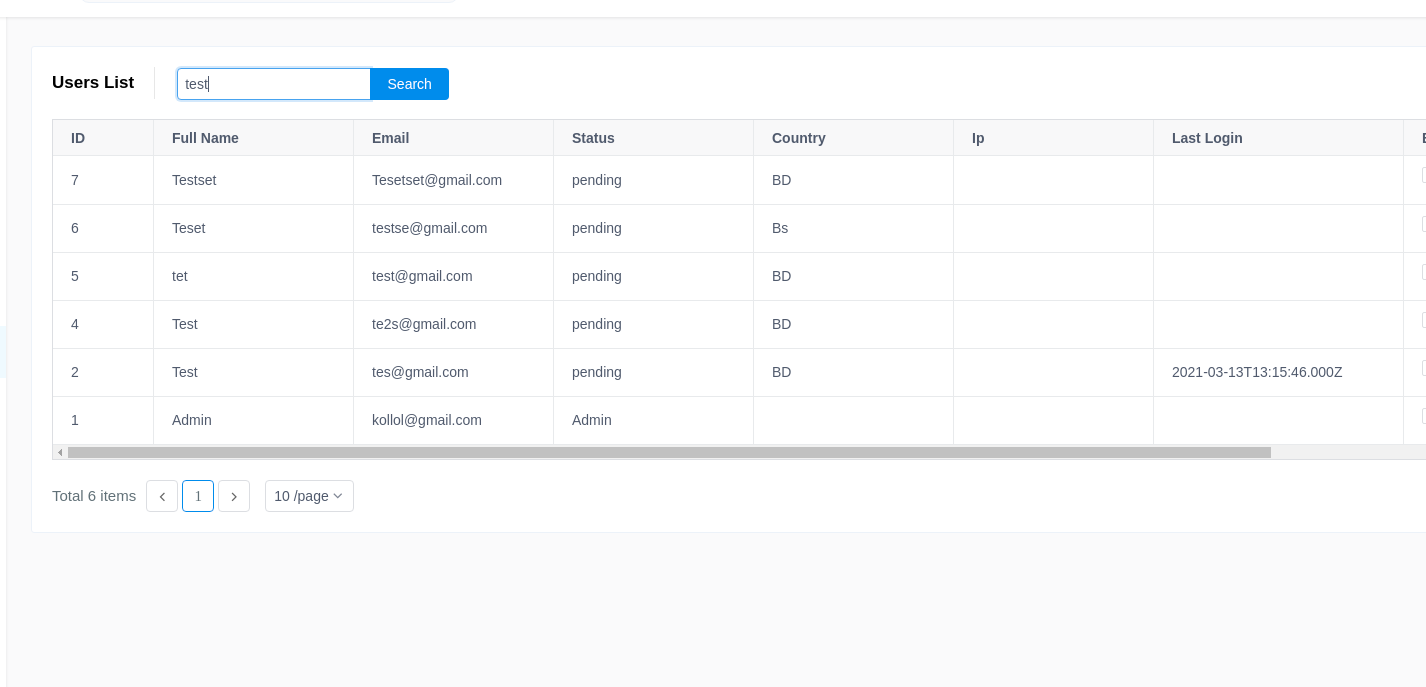 Users List test Search
ID Full Name Email Status Country Ip Last Login
7 Testset Tesetset@gmail.com pending BD
6 Teset testse@gmail.com pending Bs
5 tet test@gmail.com pending BD
4 Test te2s@gmail.com pending BD
2 Test tes@gmail.com pending BD 2021-03-13T13:15:46.000Z
1 Admin kollol@gmail.com Admin
Total 6 items 1 10 /page